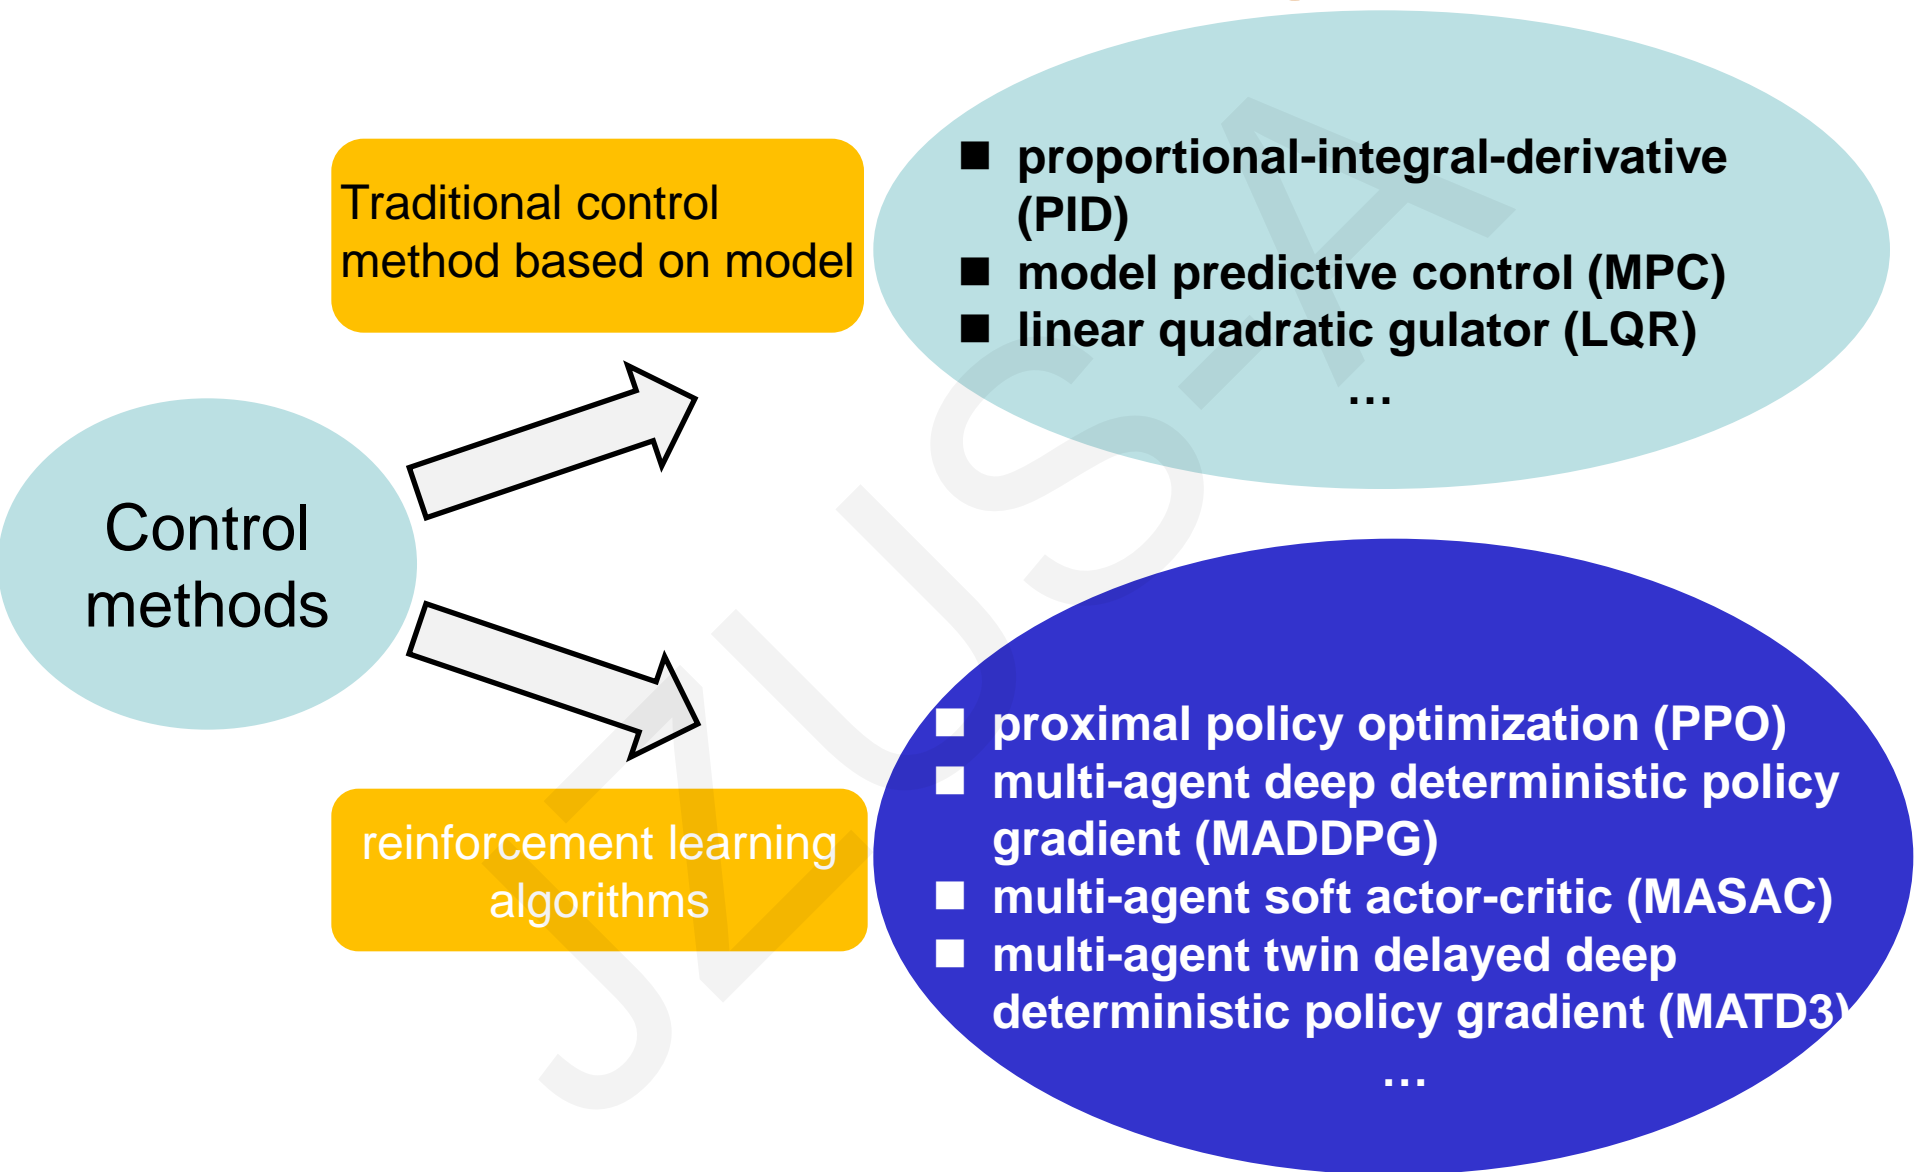 Traditional control
method based on model
■ proportional-integral-derivative
(PID)
■ model predictive control (MPC)
■ linear quadratic gulator (LQR)
…
Control
methods
reinforcement learning
algorithms
■ proximal policy optimization (PPO)
■ multi-agent deep deterministic policy
gradient (MADDPG)
■ multi-agent soft actor-critic (MASAC)
■ multi-agent twin delayed deep
deterministic policy gradient (MATD3)
…
JZUS-A